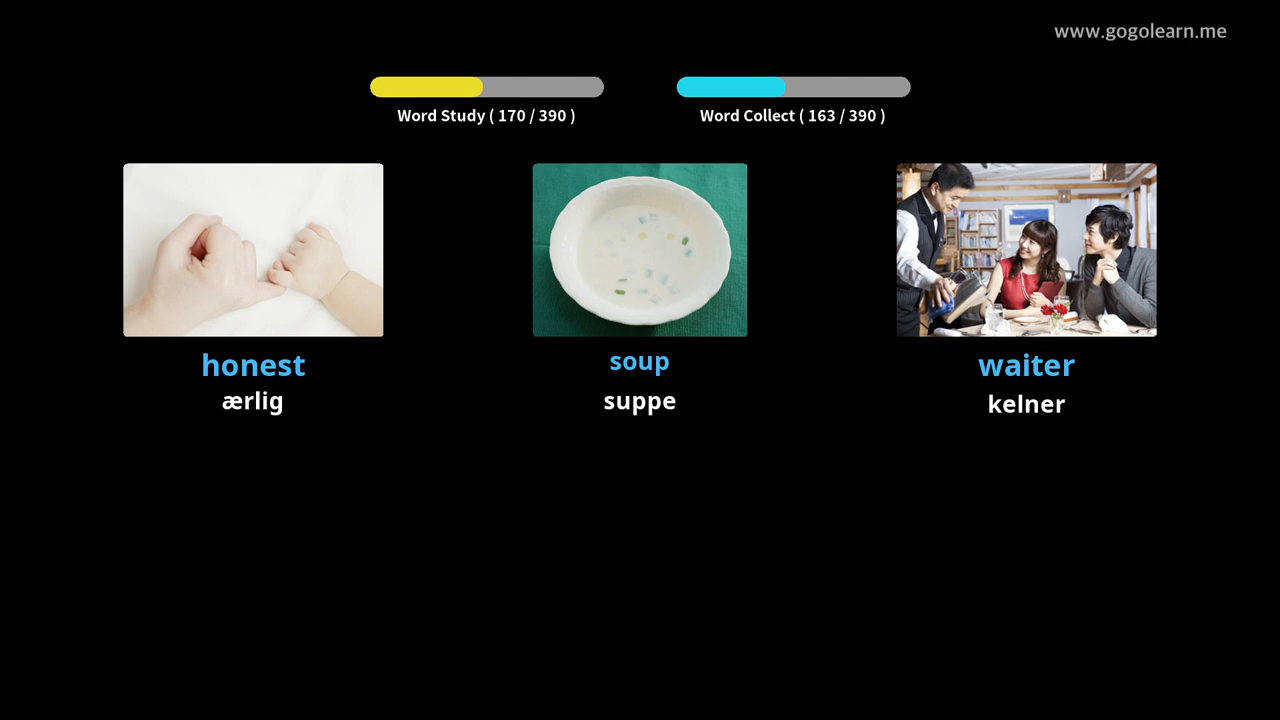 www.gogolearn.me
Word Study ( 170 / 390 )
Word Collect ( 163 / 390 )
honest
ærlig
soup
suppe
waiter
kelner